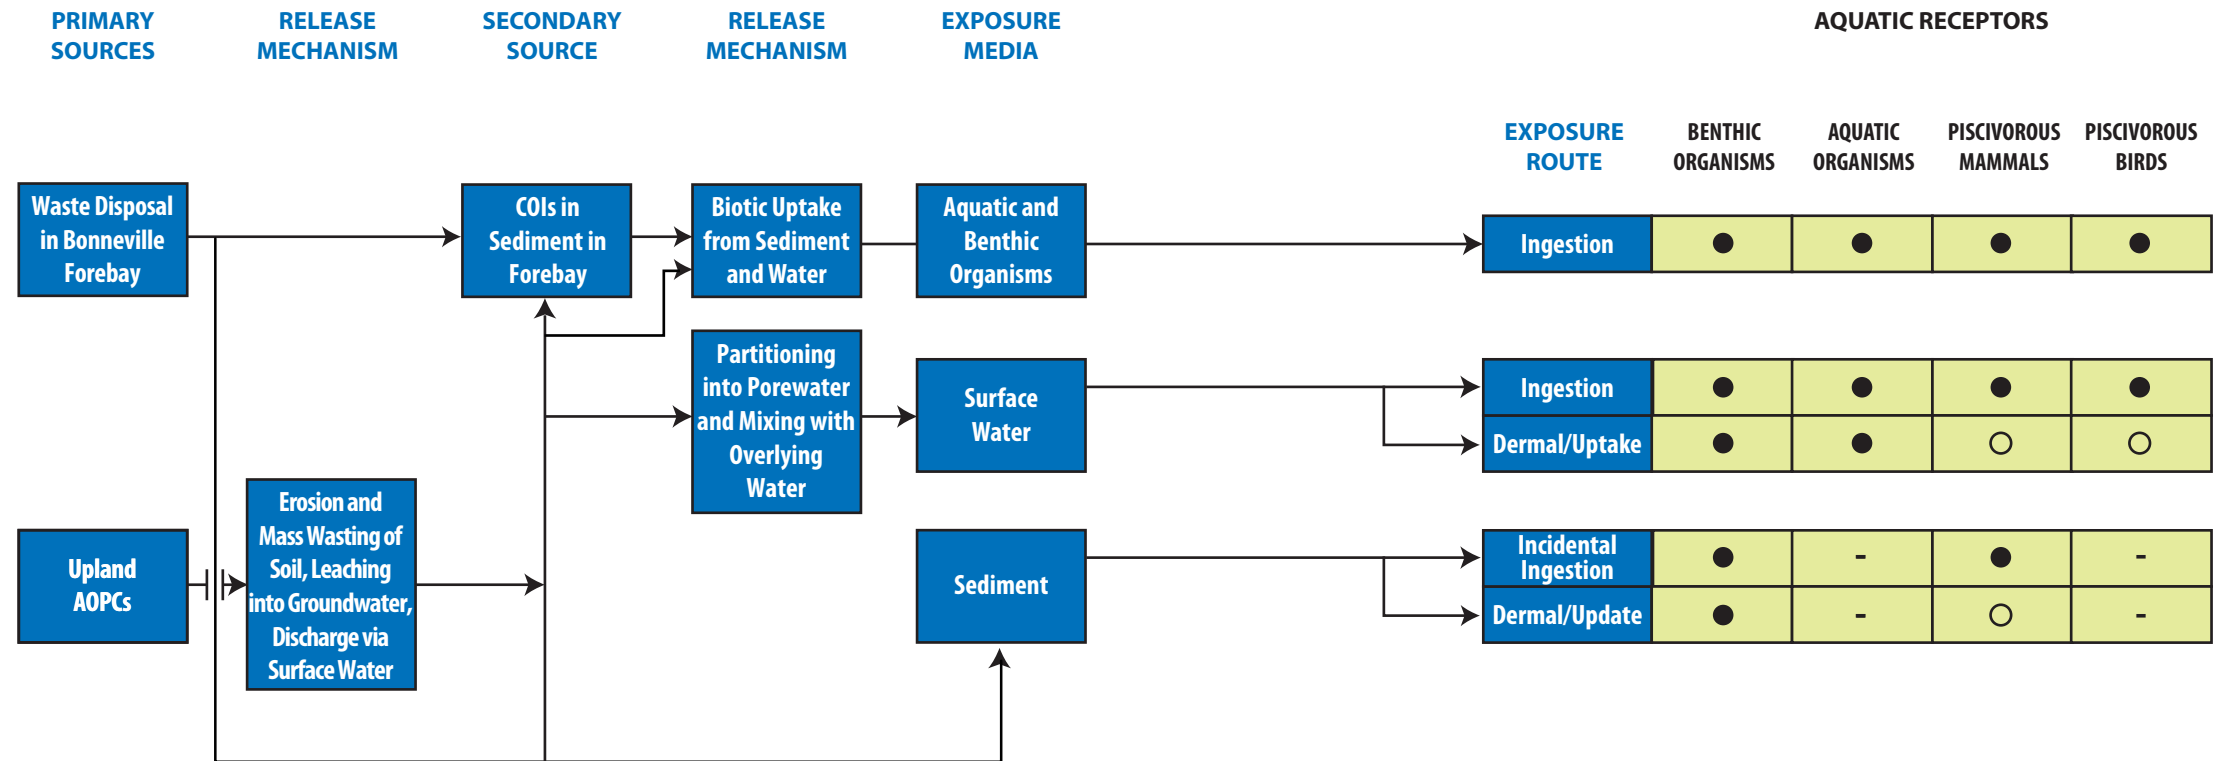 PRIMARY
SOURCES
RELEASE
MECHANISM
SECONDARY
SOURCE
RELEASE
MECHANISM
EXPOSURE
MEDIA
AQUATIC RECEPTORS
EXPOSURE
ROUTE
BENTHIC
ORGANISMS
AQUATIC
ORGANISMS
PISCIVOROUS
MAMMALS
PISCIVOROUS
BIRDS
Waste Disposal
in Bonneville
Forebay
COIs in
Sediment in
Forebay
Biotic Uptake
from Sediment
and Water
Aquatic and
Benthic
Organisms
Ingestion
Partitioning
into Porewater
and Mixing with
Overlying
Water
Surface
Water
Ingestion
Dermal/Uptake
Upland
AOPCs
Erosion and
Mass Wasting of
Soil, Leaching
into Groundwater,
Discharge via
Surface Water
Sediment
Incidental
Ingestion
- -
Dermal/Update
- -